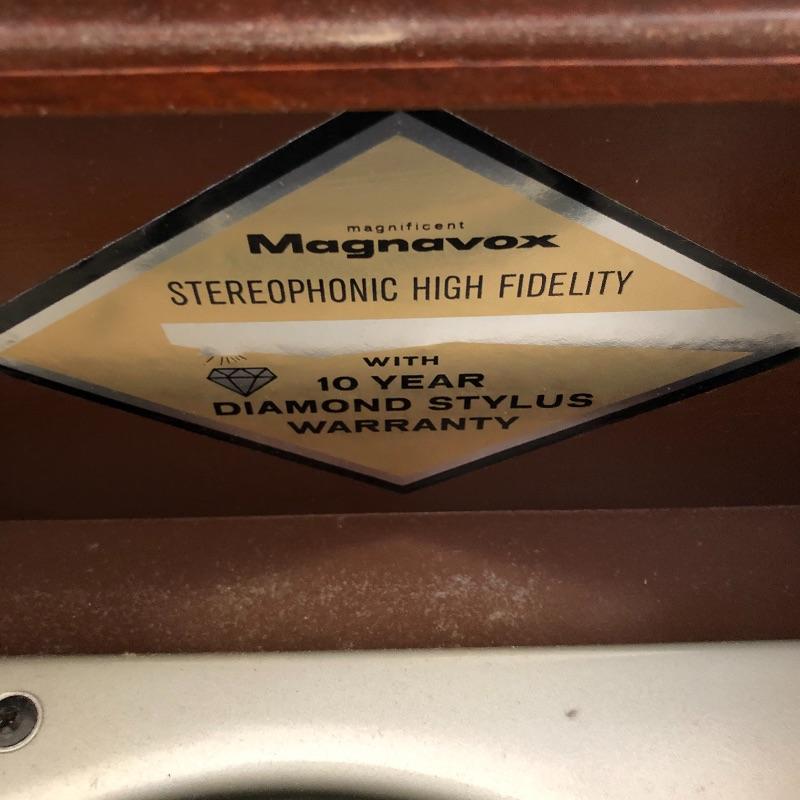 magnificent
Magnavox
STEREOPHONIC HIGH FIDELITY
WITH
10 YEAR
DIAMOND STYLUS
WARRANTY